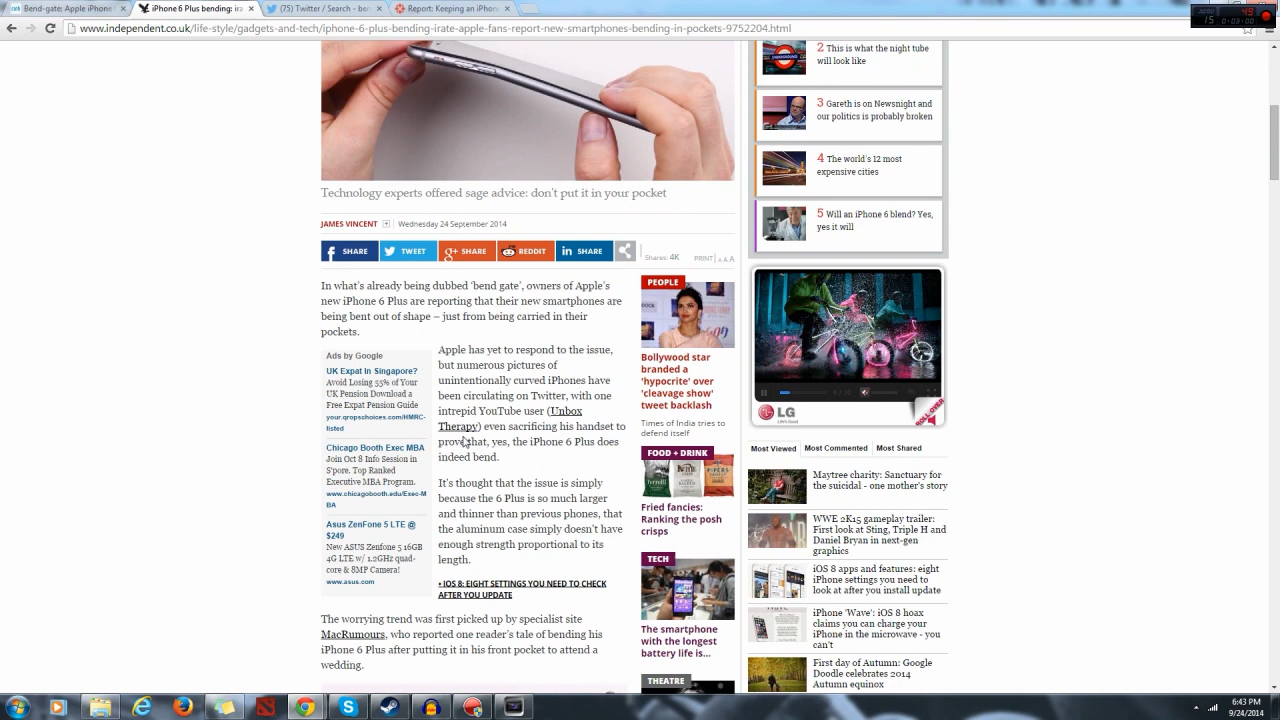 Bend-gate: Apple iPhone
iPhone 6 Plus bending: ira
(75) Twitter / Search - ben
Report: Keeping an iPhon
www.independent.co.uk/life-style/gadgets-and-tech/iphone-6-plus-bending-irate-apple-fans-report-new-smartphones-bending-in-pockets-9752204.html
49
15
0:03:00
Technology experts offered sage advice: don't put it in your pocket
JAMES VINCENT
Wednesday 24 September 2014
SHARE
TWEET
g+ SHARE
REDDIT
in SHARE
Shares: 4K
PRINT
A A A
In what's already being dubbed 'bend gate', owners of Apple's
new iPhone 6 Plus are reporting that their new smartphones are
being bent out of shape – just from being carried in their
pockets.
Ads by Google
UK Expat In Singapore?
Avoid Losing 55% of Your
UK Pension Download a
Free Expat Pension Guide
your.qropschoices.com/HMRC-
listed
Chicago Booth Exec MBA
Join Oct 8 Info Session in
S'pore. Top Ranked
Executive MBA Program.
www.chicagobooth.edu/Exec-M
BA
Asus ZenFone 5 LTE @
$249
New ASUS Zenfone 5 16GB
4G LTE w/ 1.2GHz quad-
core & 8MP Camera!
www.asus.com
Apple has yet to respond to the issue,
but numerous pictures of
unintentionally curved iPhones have
been circulating on Twitter, with one
intrepid YouTube user (Unbox
Therapy) even sacrificing his handset to
prove that, yes, the iPhone 6 Plus does
indeed bend.
It's thought that the issue is simply
because the 6 Plus is so much larger
and thinner than previous phones, that
the aluminum case simply doesn't have
enough strength proportional to its
length.
• IOS 8: EIGHT SETTINGS YOU NEED TO CHECK
AFTER YOU UPDATE
The worrying trend was first picked up by specialist site
MacRumours, who reported one reader's tale of bending his
iPhone 6 Plus after putting it in his front pocket to attend a
wedding.
PEOPLE
Bollywood star
branded a
'hypocrite' over
'cleavage show'
tweet backlash
Times of India tries to
defend itself
FOOD + DRINK
Fried fancies:
Ranking the posh
crisps
TECH
The smartphone
with the longest
battery life is...
THEATRE
UNDERGROUND
2 This is what the night tube
will look like
3 Gareth is on Newsnight and
our politics is probably broken
4 The world's 12 most
expensive cities
5 Will an iPhone 6 blend? Yes,
yes it will
LG
Life's Good
ROLL OVER
Most Viewed
Most Commented
Most Shared
Maytree charity: Sanctuary for
the suicidal - one mother's story
WWE 2K15 gameplay trailer:
First look at Sting, Triple H and
Daniel Bryan in next-gen
graphics
iOS 8 apps and features: eight
iPhone settings you need to
look at after you install update
iPhone 'Wave': iOS 8 hoax
claims you can charge your
iPhone in the microwave - you
can't
First day of Autumn: Google
Doodle celebrates 2014
Autumn equinox
6:43 PM
9/24/2014